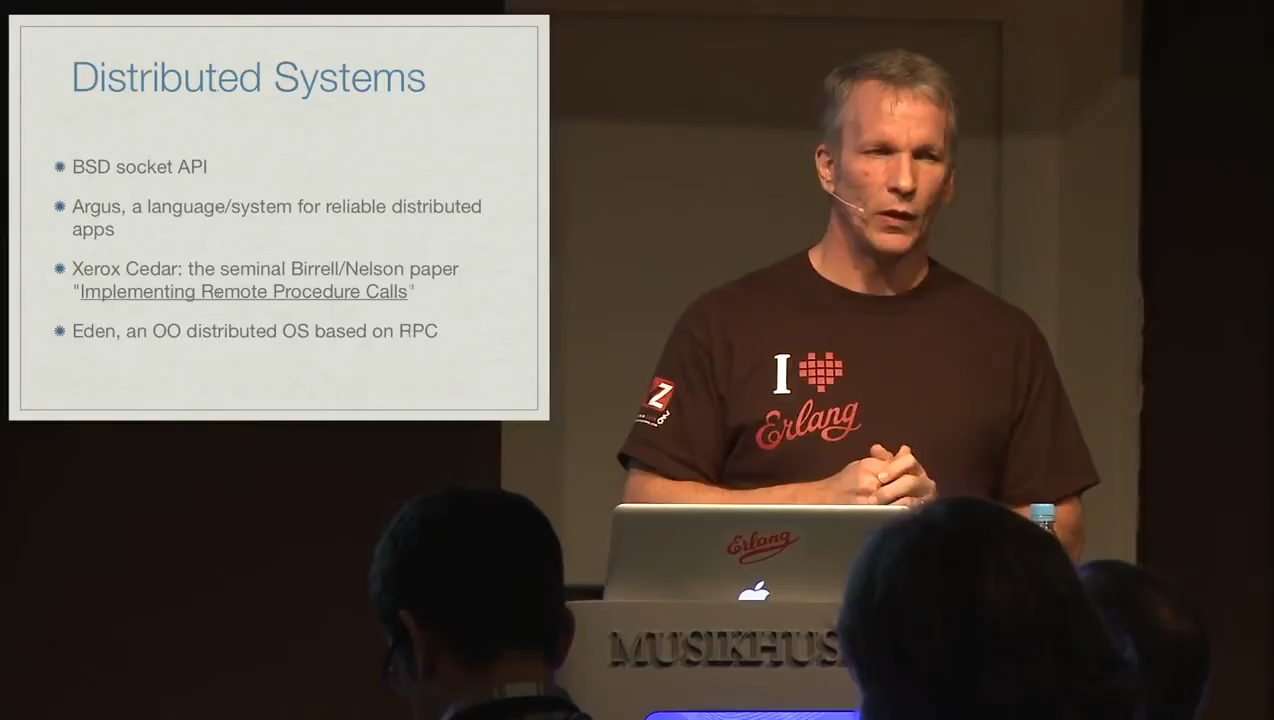 Distributed Systems
BSD socket API
Argus, a language/system for reliable distributed
apps
Xerox Cedar: the seminal Birrell/Nelson paper
"Implementing Remote Procedure Calls"
Eden, an OO distributed OS based on RPC
I
Erlang
Z
Erlang
MUSIKHUS